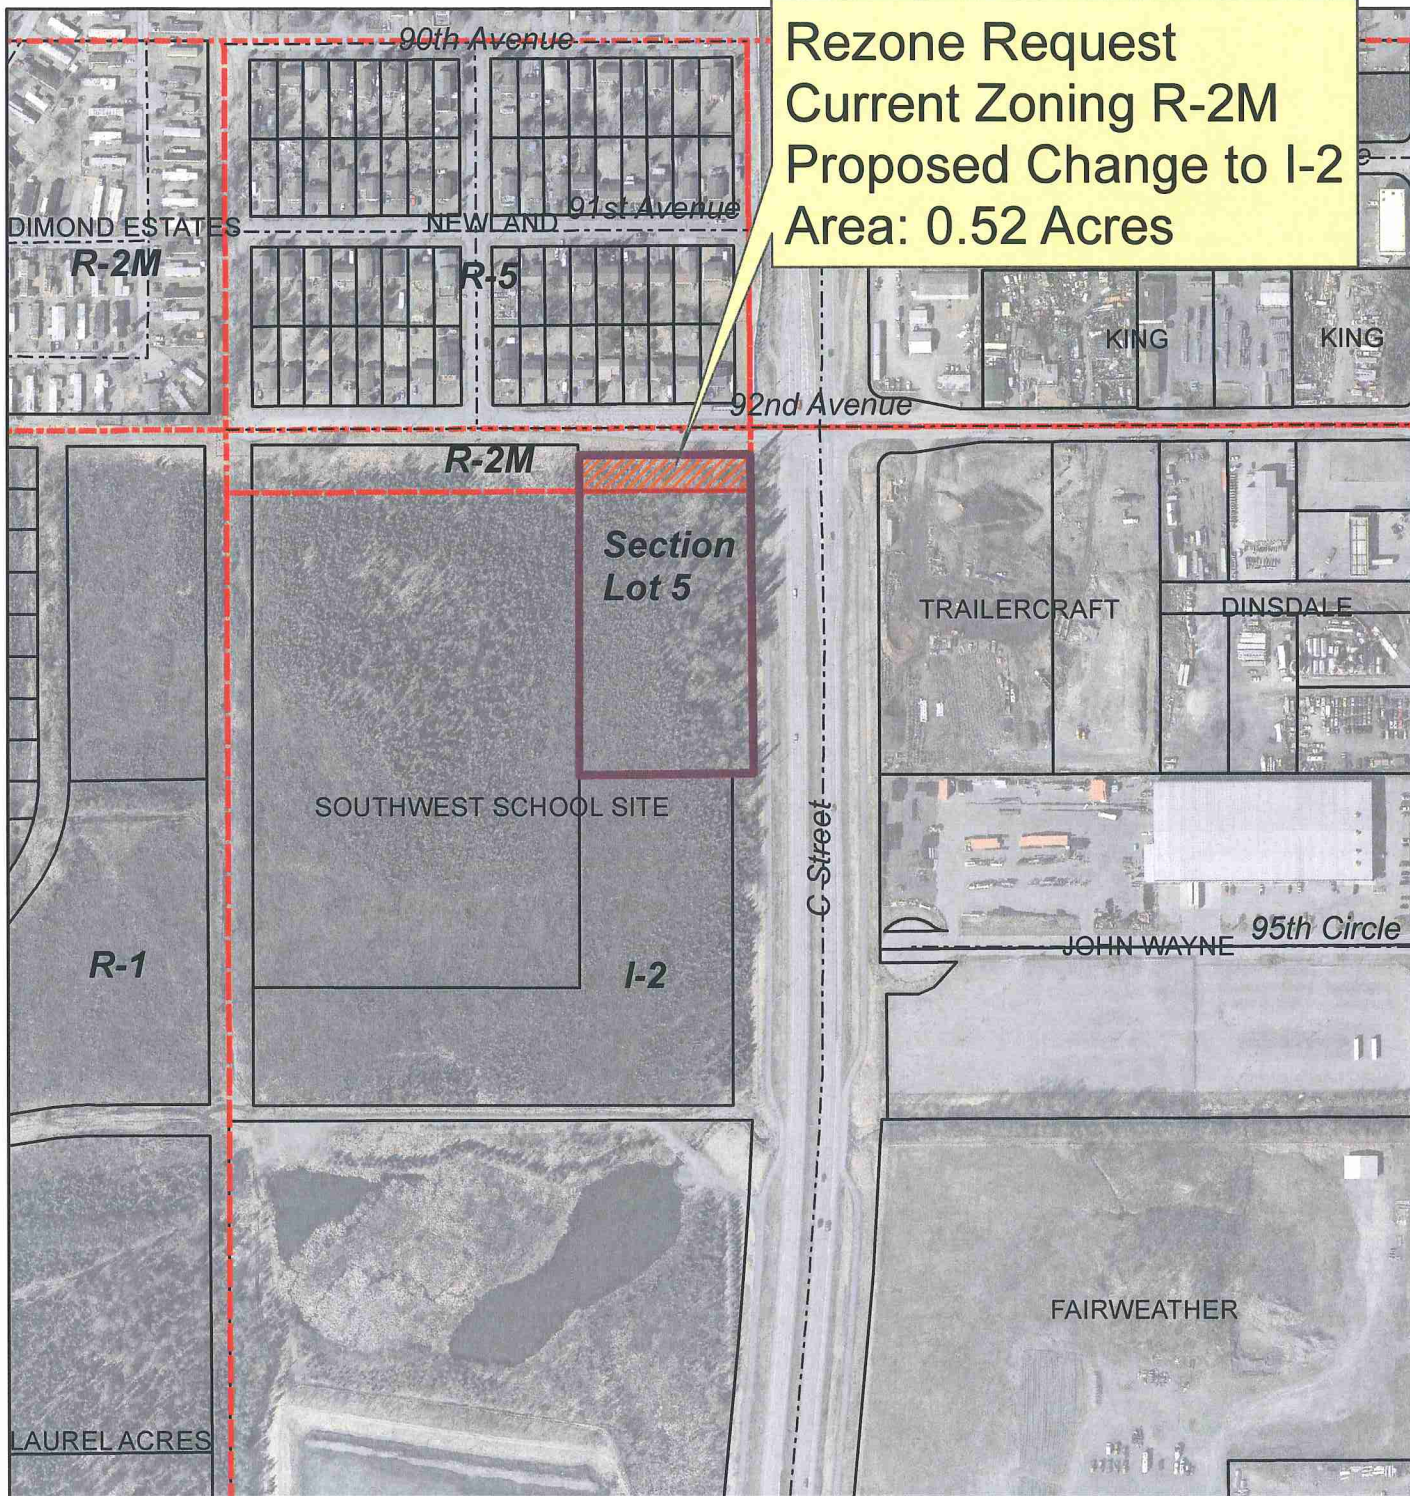 Rezone Request
Current Zoning R-2M
Proposed Change to I-2
Area: 0.52 Acres
90th Avenue
DIMOND ESTATES
NEWLAND
91st Avenue
R-2M
R-5
KING
KING
92nd Avenue
R-2M
Section
Lot 5
TRAILERCRAFT
DINSDALE
SOUTHWEST SCHOOL SITE
C Street
95th Circle
JOHN WAYNE
R-1
I-2
FAIRWEATHER
LAUREL ACRES